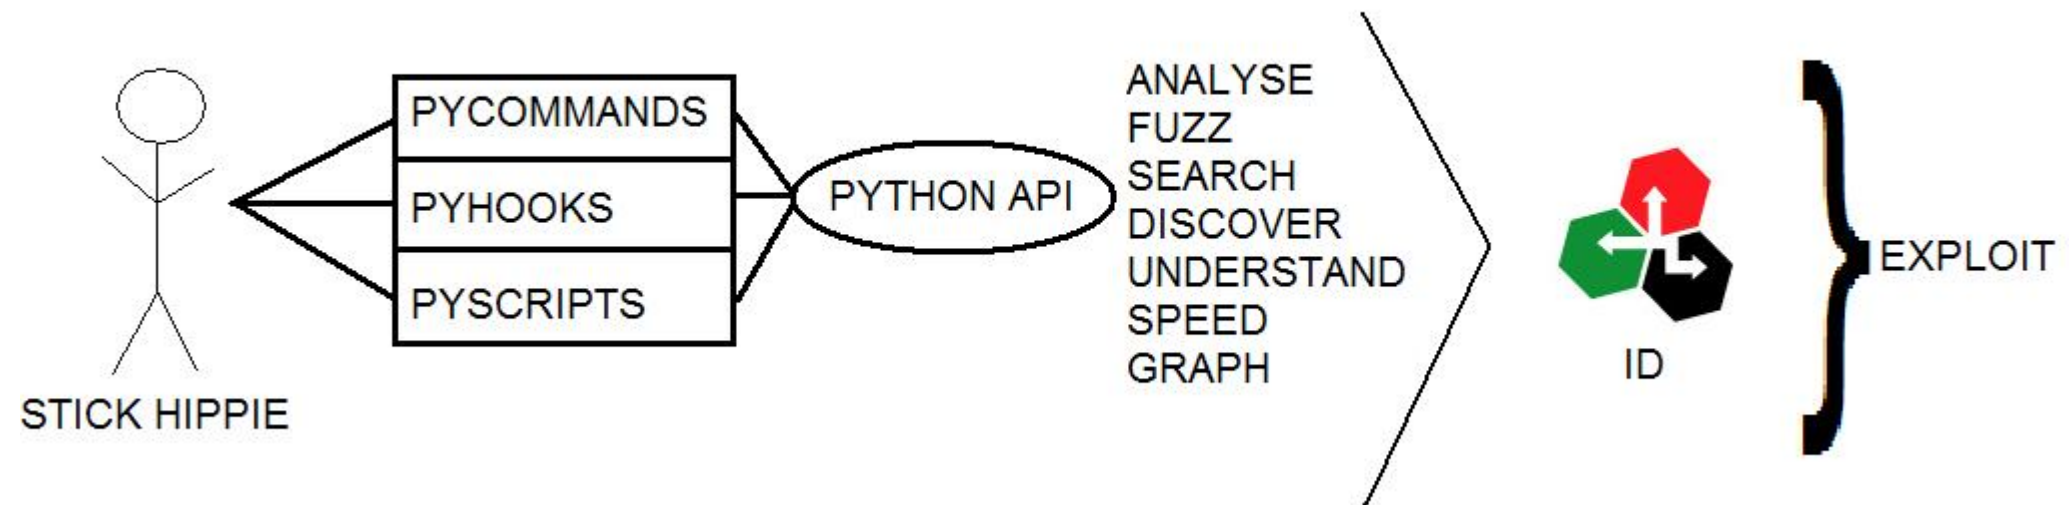 STICK HIPPIE
PYCOMMANDS
PYHOOKS
PYSCRIPTS
PYTHON API
ANALYSE
FUZZ
SEARCH
DISCOVER
UNDERSTAND
SPEED
GRAPH
ID
EXPLOIT